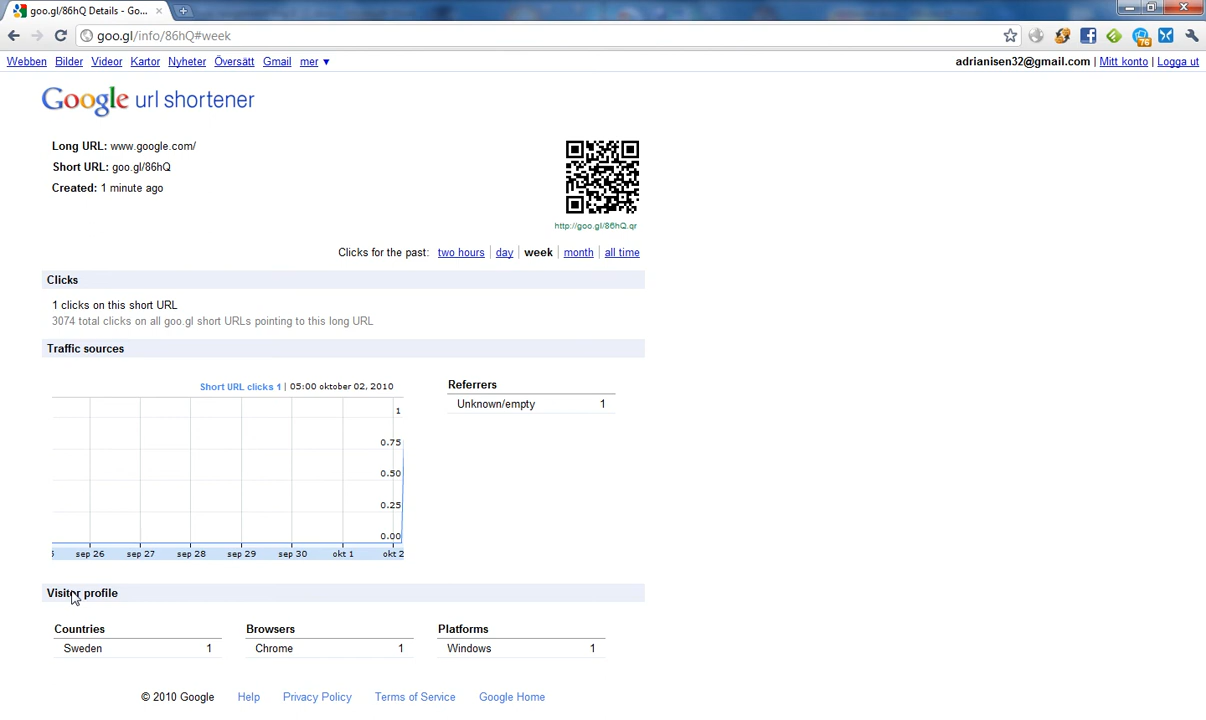 goo.gl/86hQ Details - Go...
goo.gl/info/86hQ#week
76
Webben Bilder Videor Kartor Nyheter Översätt Gmail mer ▼ adrianisen32@gmail.com | Mitt konto | Logga ut
Google url shortener
Long URL: www.google.com/
Short URL: goo.gl/86hQ
Created: 1 minute ago
http://goo.gl/86hQ.qr
Clicks for the past: two hours | day | week | month | all time
Clicks
1 clicks on this short URL
3074 total clicks on all goo.gl short URLs pointing to this long URL
Traffic sources
Short URL clicks 1 | 05:00 oktober 02, 2010
Referrers
Unknown/empty 1
1
0.75
0.50
0.25
0.00
sep 26 sep 27 sep 28 sep 29 sep 30 okt 1 okt 2
Visitor profile
Countries Browsers Platforms
Sweden 1 Chrome 1 Windows 1
© 2010 Google Help Privacy Policy Terms of Service Google Home